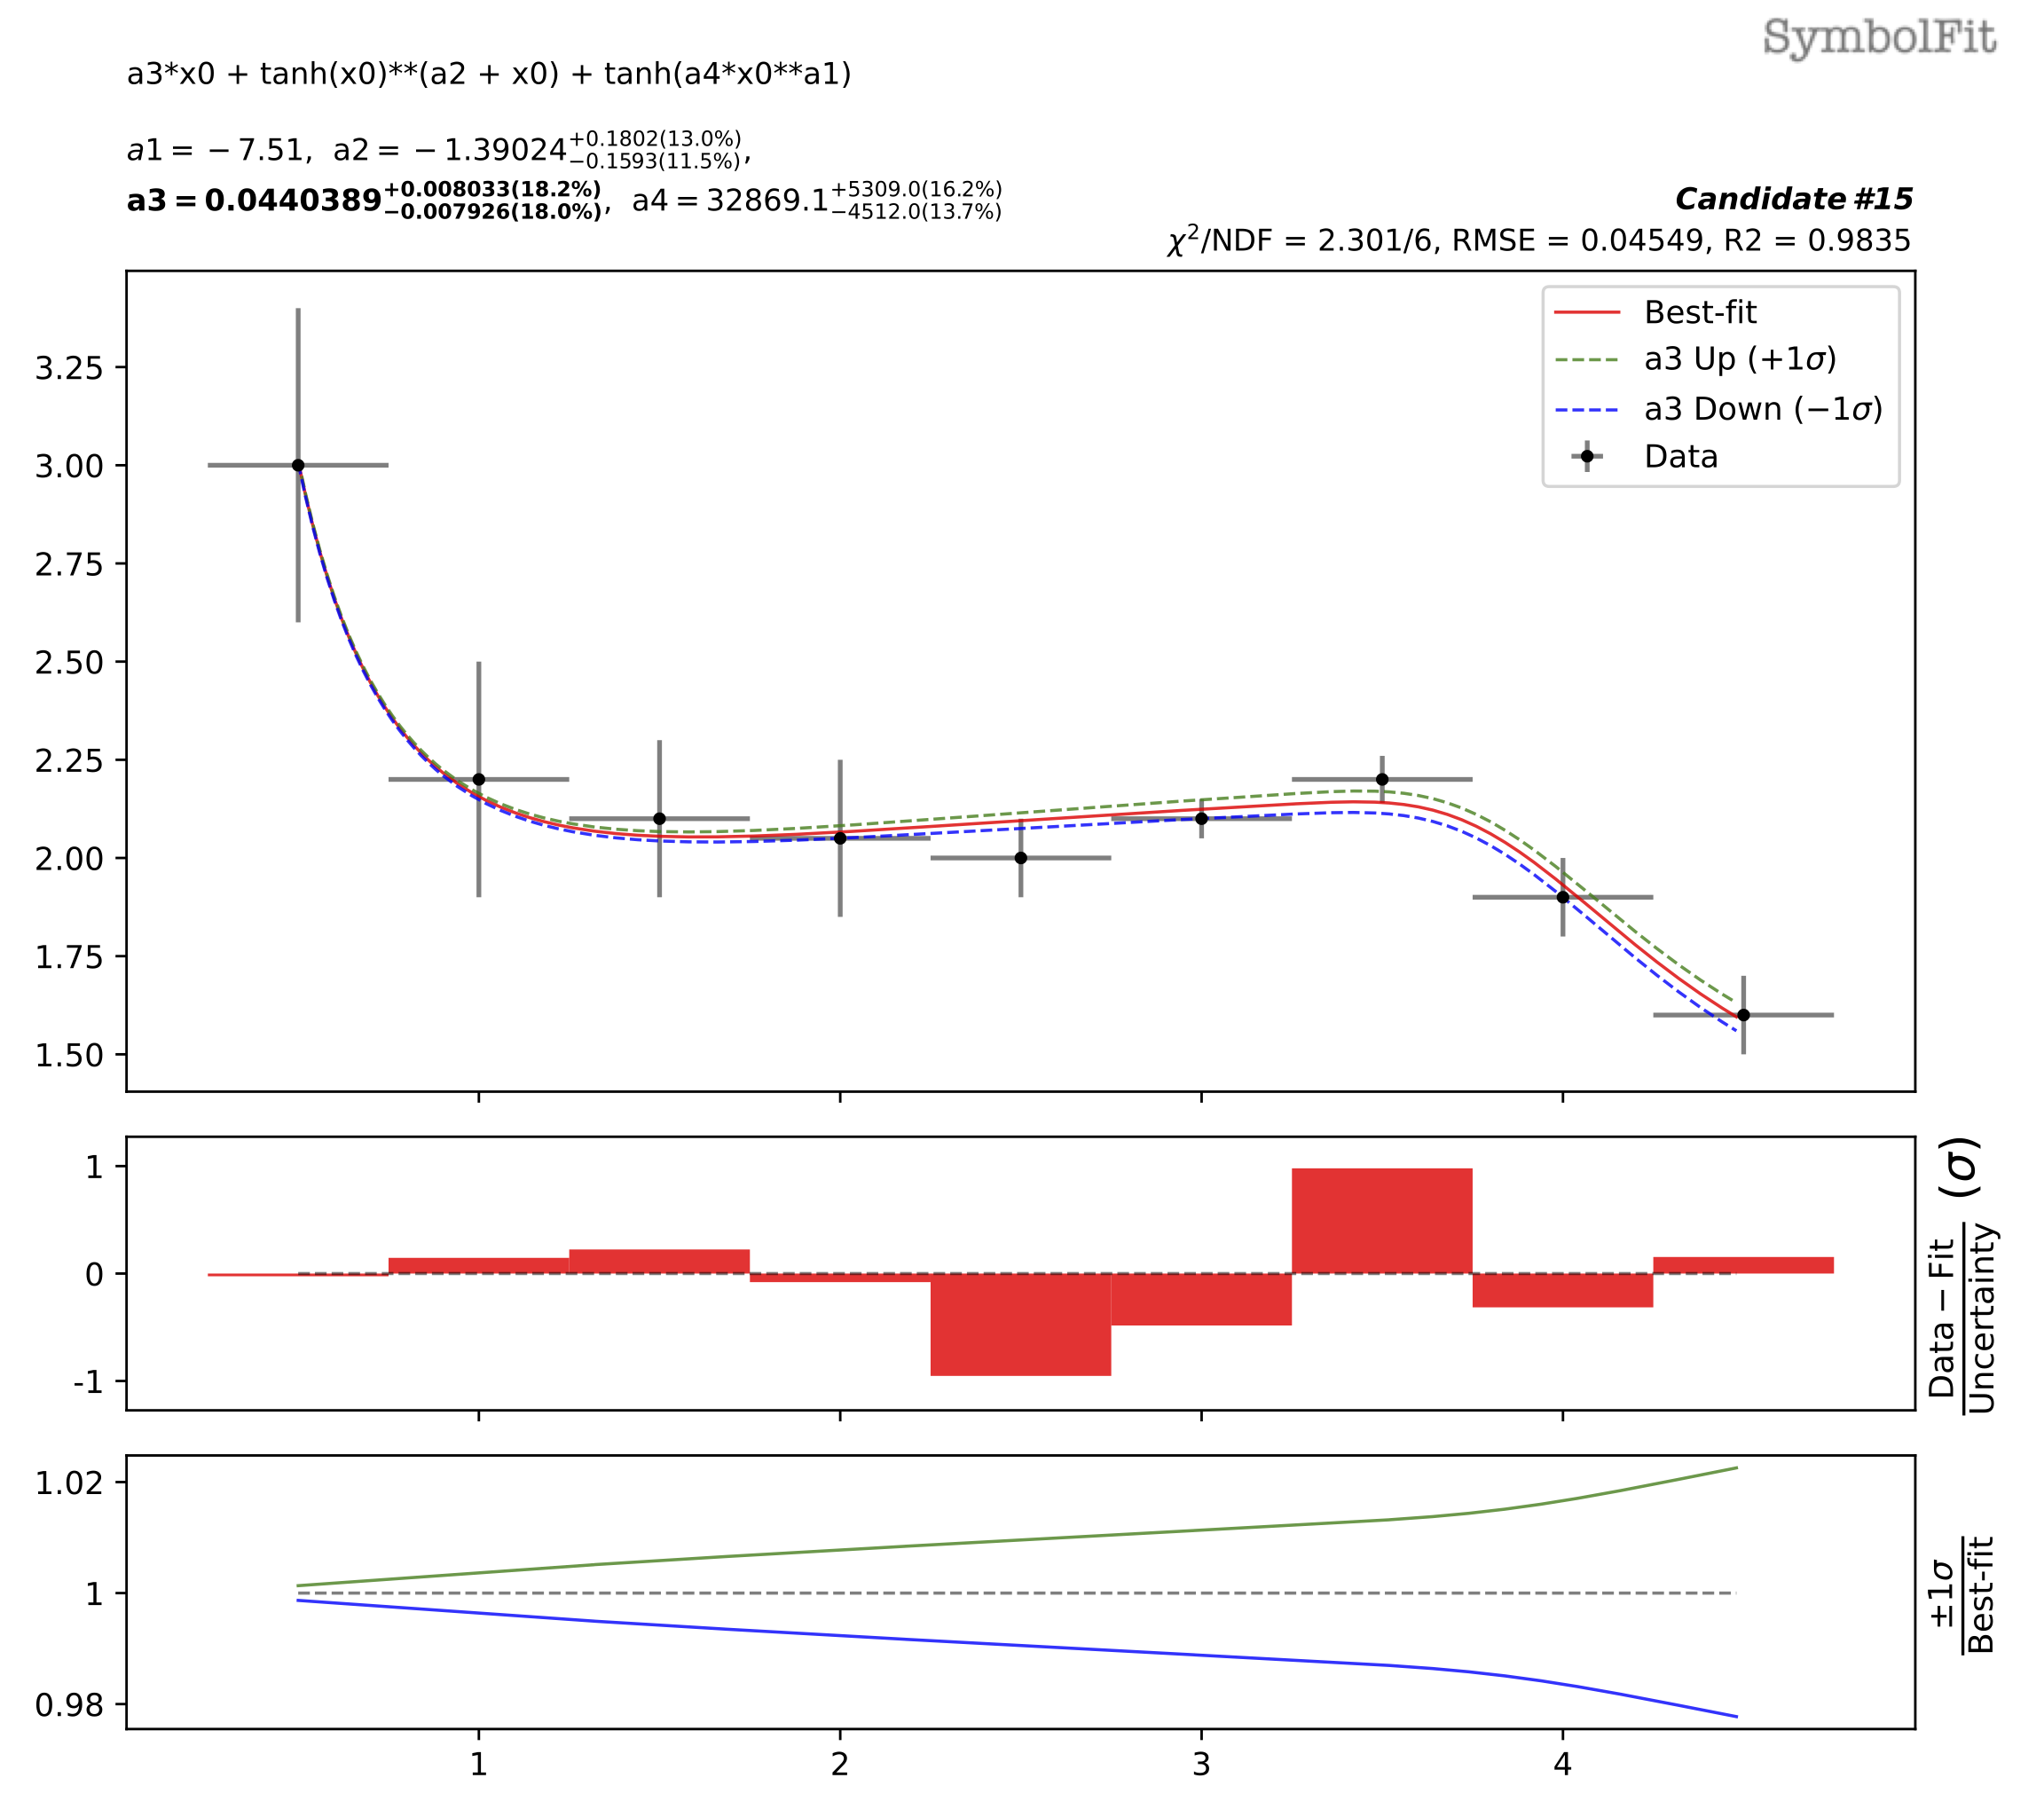 SymbolFit
a3*x0 + tanh(x0)**(a2 + x0) + tanh(a4*x0**a1)
a1 = −7.51, a2 = −1.39024 +0.1802(13.0%) −0.1593(11.5%),
a3 = 0.0440389 +0.008033(18.2%) −0.007926(18.0%), a4 = 32869.1 +5309.0(16.2%) −4512.0(13.7%)
Candidate #15
χ²/NDF = 2.301/6, RMSE = 0.04549, R2 = 0.9835
Best-fit
a3 Up (+1σ)
a3 Down (−1σ)
Data
3.25
3.00
2.75
2.50
2.25
2.00
1.75
1.50
1
0
-1
Data − Fit
Uncertainty
(σ)
1.02
1
0.98
±1σ
Best-fit
1 2 3 4